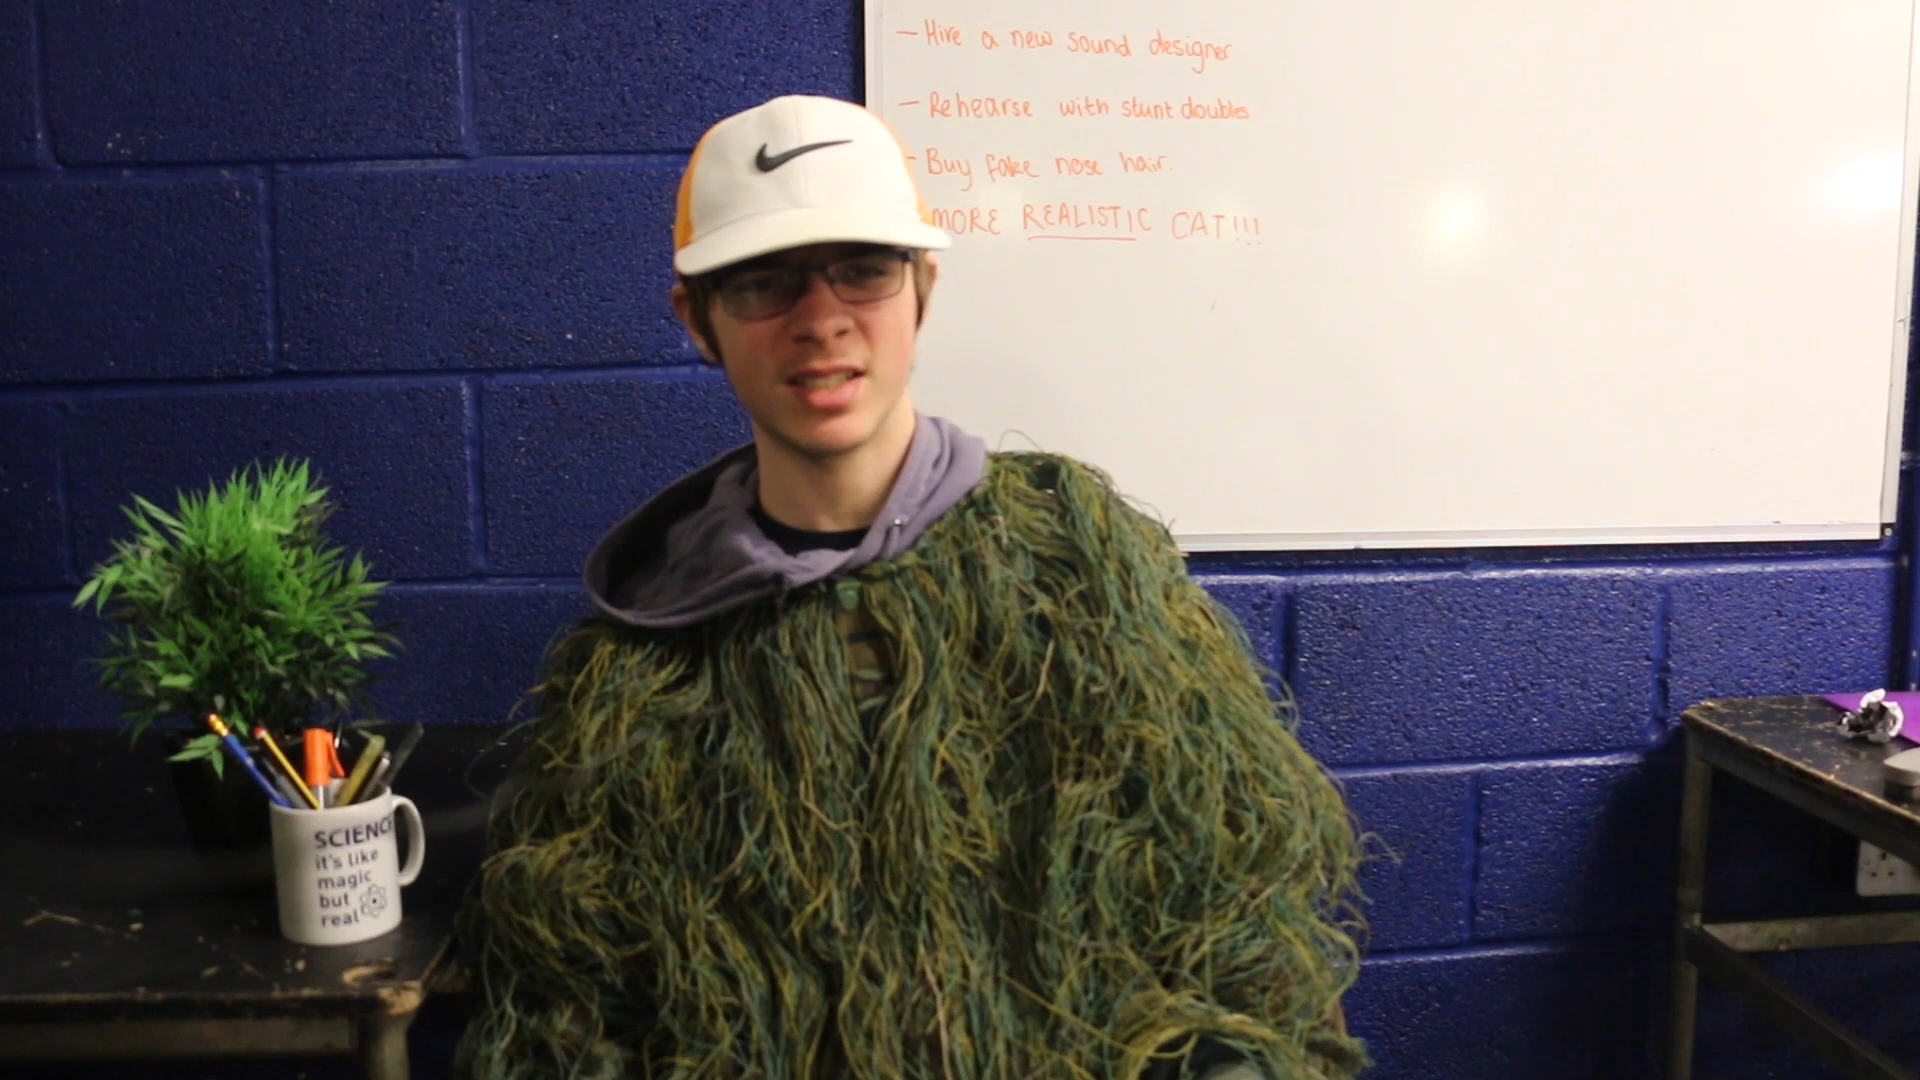 - Hire a new sound designer
- Rehearse with stunt doubles
- Buy fake nose hair.
MORE REALISTIC CAT!!!
SCIENCE
it's like
magic
but
real